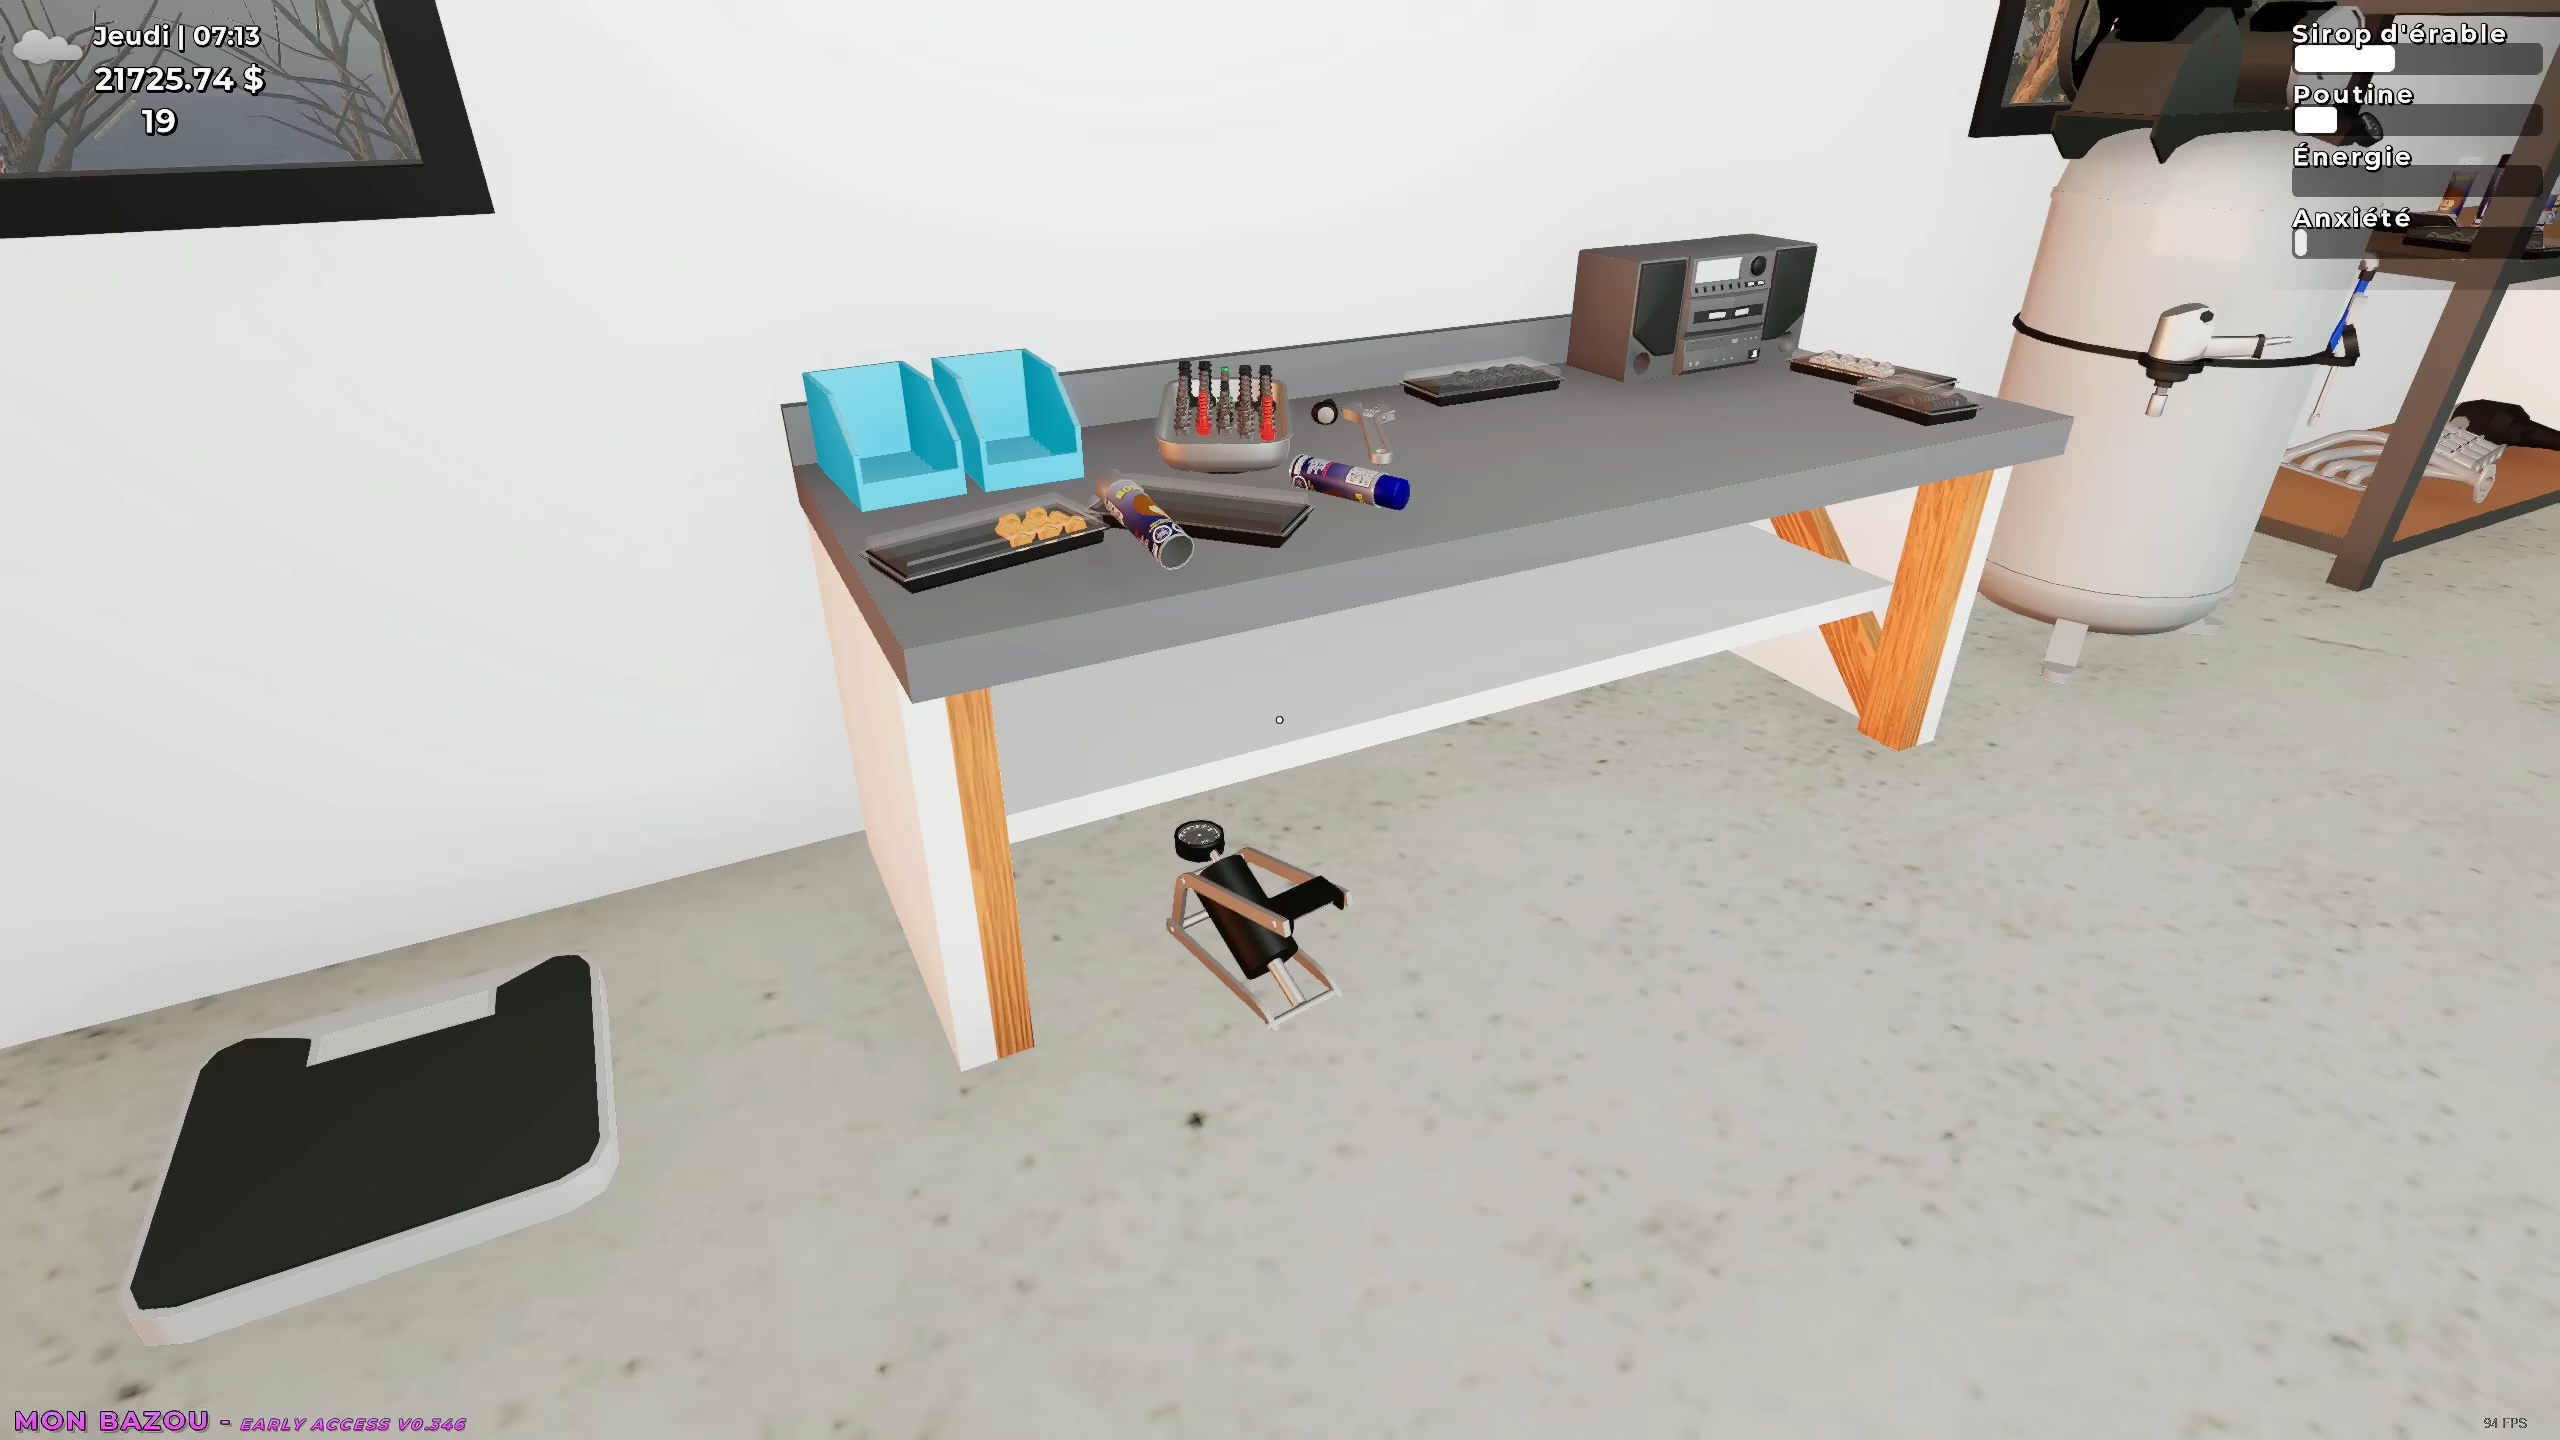 Jeudi | 07:13
21725.74 $
19
Sirop d'érable
Poutine
Énergie
Anxiété
MON BAZOU - EARLY ACCESS V0.346
94 FPS